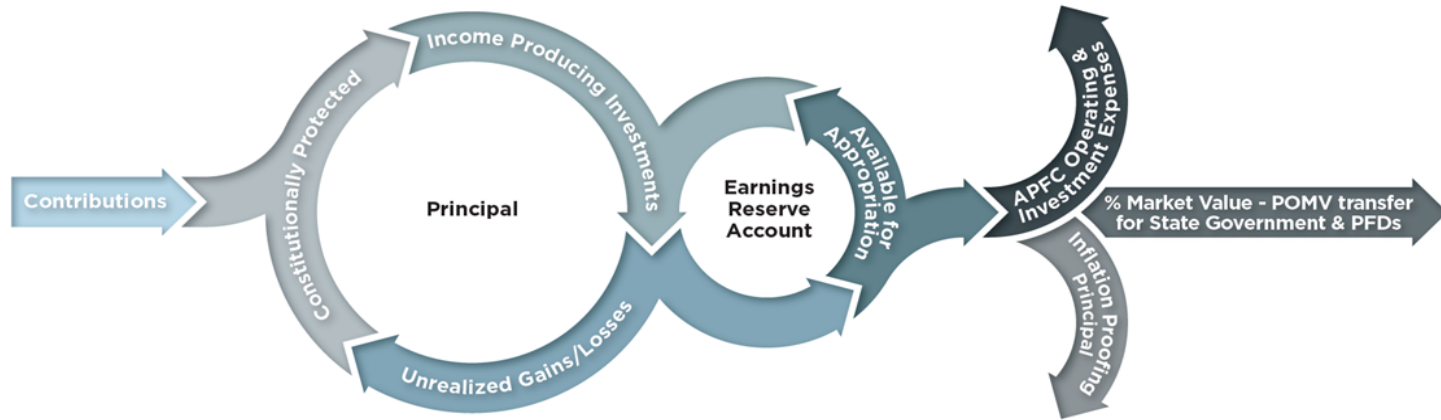 Contributions
Constitutionally Protected
Income Producing Investments
Principal
Unrealized Gains/Losses
Earnings
Reserve
Account
Available for
Appropriation
APFC Operating &
Investment Expenses
% Market Value - POMV transfer
for State Government & PFDs
Inflation Proofing
Principal